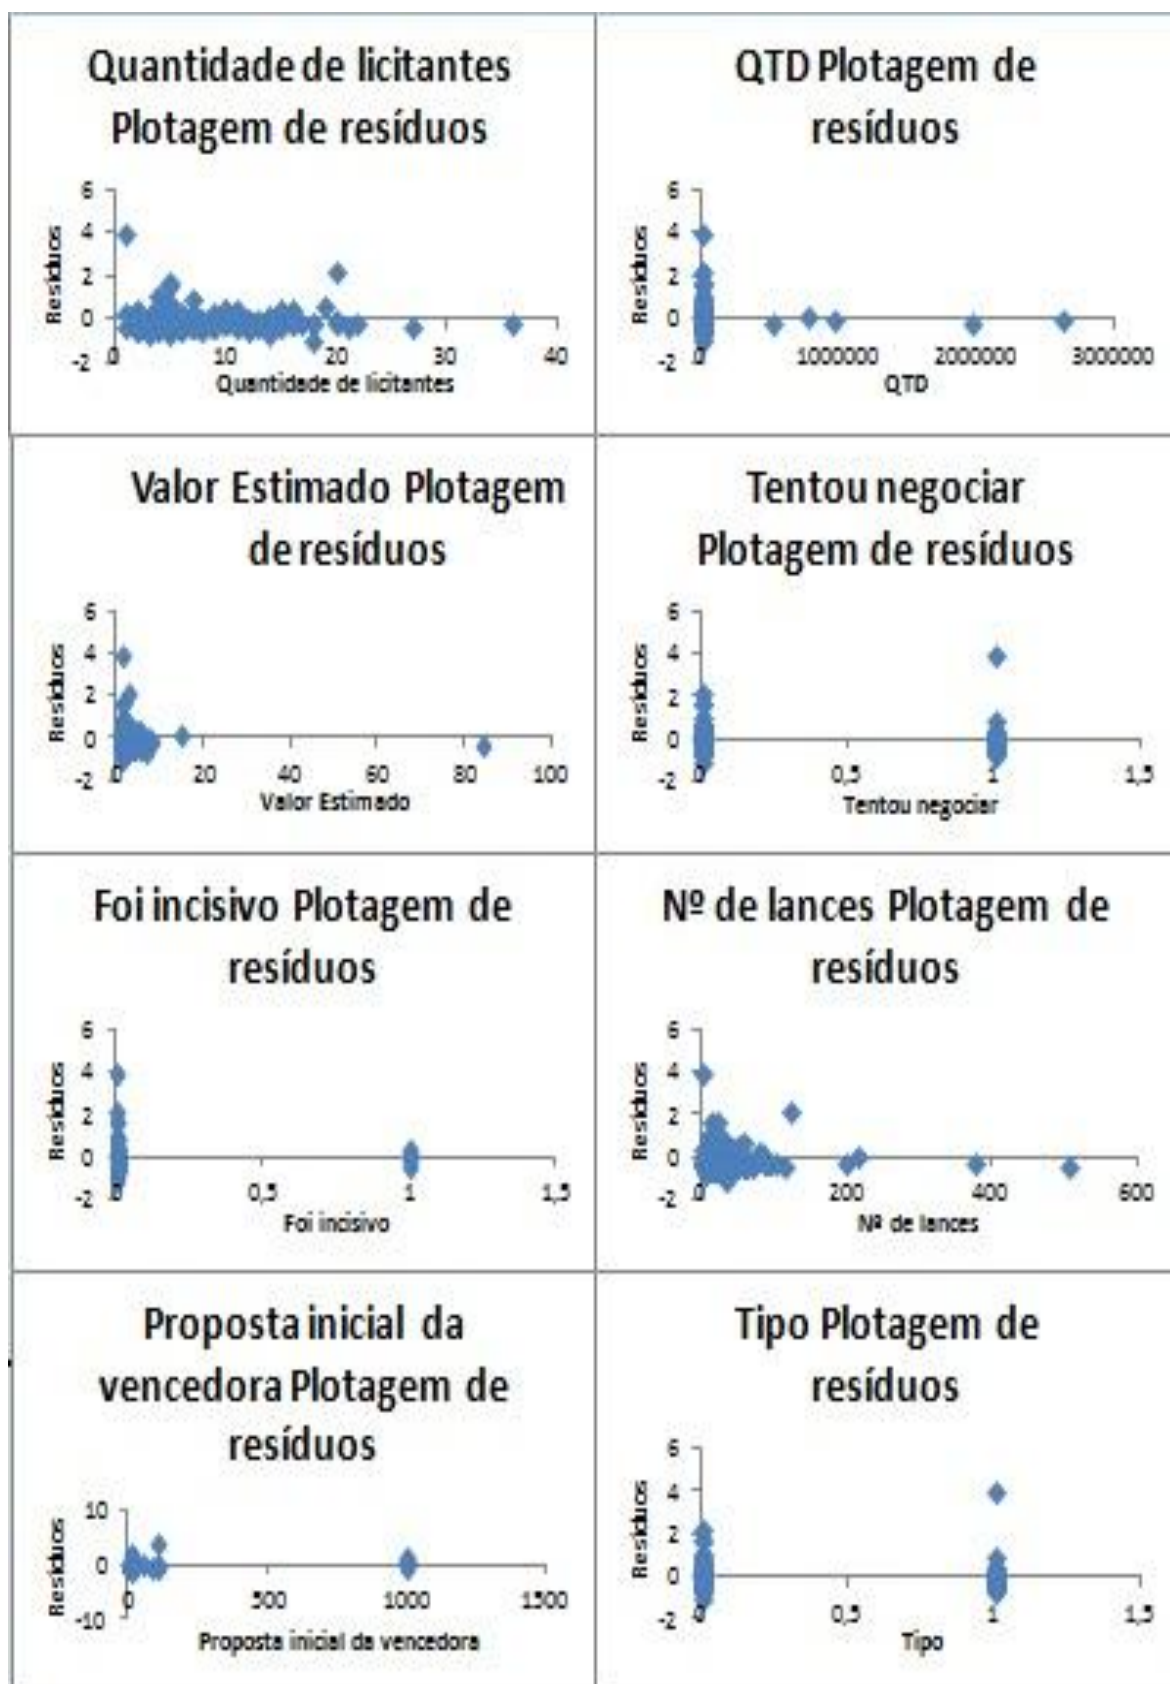 Quantidade de licitantes
Plotagem de resíduos
6
4
2
0
-2
Resíduos
0
10
20
30
40
Quantidade de licitantes
QTD Plotagem de
resíduos
6
4
2
0
-2
Resíduos
0
10000000
20000000
30000000
QTD
Valor Estimado Plotagem
de resíduos
6
4
2
0
-2
Resíduos
0
20
40
60
80
100
Valor Estimado
Tentou negociar
Plotagem de resíduos
6
4
2
0
-2
Resíduos
0
0,5
1
1,5
Tentou negociar
Foi incisivo Plotagem de
resíduos
6
4
2
0
-2
Resíduos
0
0,5
1
1,5
Foi incisivo
Nº de lances Plotagem de
resíduos
6
4
2
0
-2
Resíduos
0
200
400
600
Nº de lances
Proposta inicial da
vencedora Plotagem de
resíduos
10
0
-10
Resíduos
0
500
1000
1500
Proposta inicial da vencedora
Tipo Plotagem de
resíduos
6
4
2
0
-2
Resíduos
0
0,5
1
1,5
Tipo